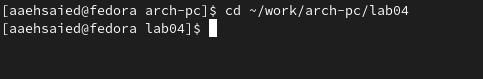 [aaehsaied@fedora arch-pc]$ cd ~/work/arch-pc/lab04
[aaehsaied@fedora lab04]$